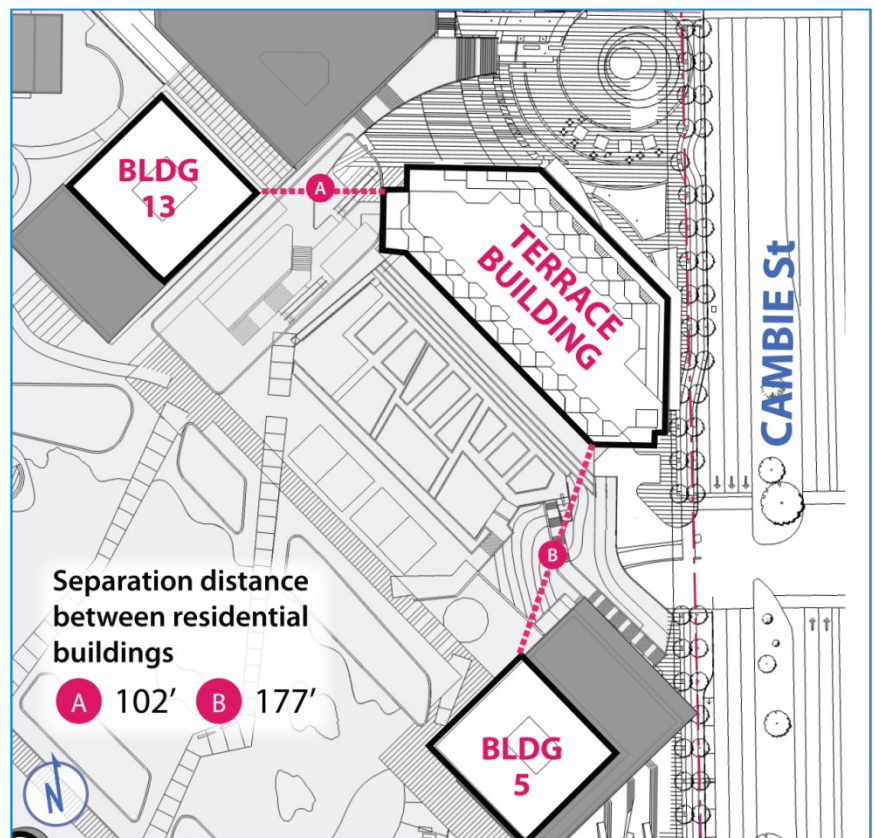 BLDG
13
A
TERRACE
BUILDING
CAMBIE St
B
Separation distance
between residential
buildings
A 102’ B 177’
BLDG
5
N